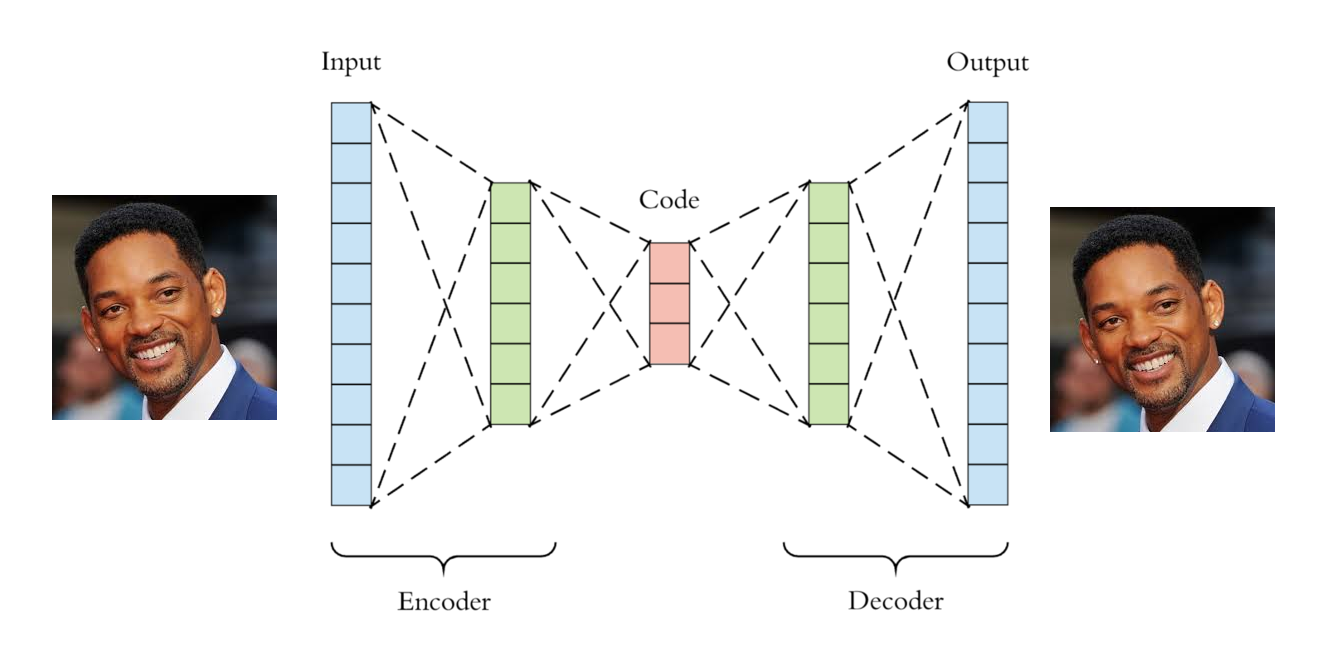 Input
Output
Code
Encoder
Decoder